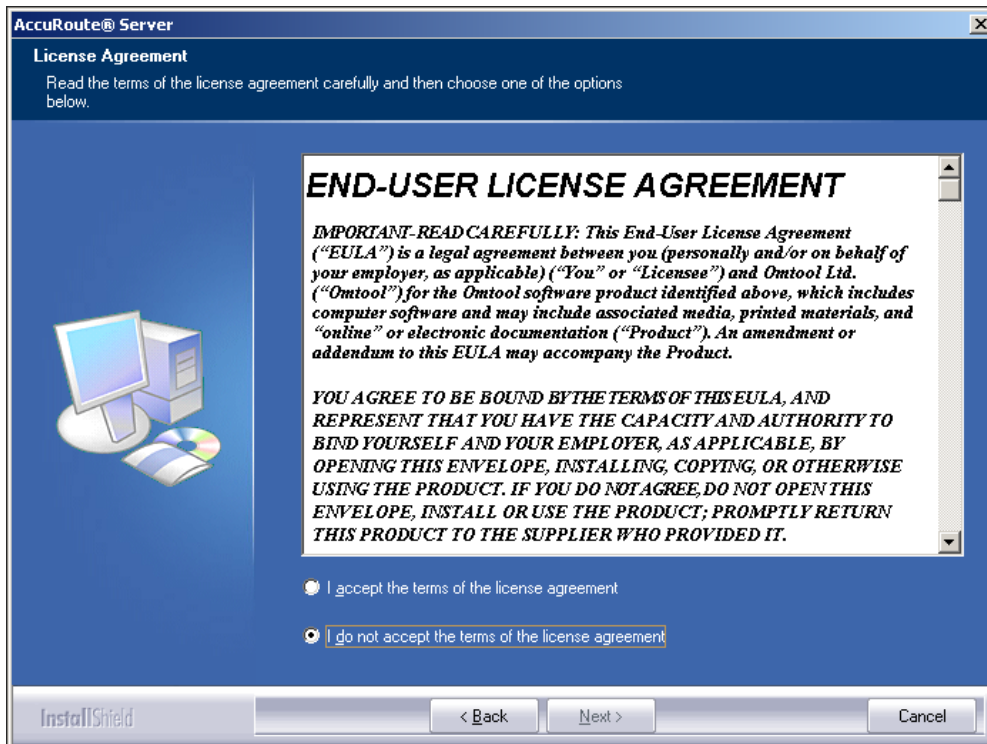 AccuRoute® Server
License Agreement
Read the terms of the license agreement carefully and then choose one of the options
below.
END-USER LICENSE AGREEMENT
IMPORTANT-READ CAREFULLY: This End-User License Agreement
(“EULA”) is a legal agreement between you (personally and/or on behalf of
your employer, as applicable) (“You” or “Licensee”) and Omtool Ltd.
(“Omtool”) for the Omtool software product identified above, which includes
computer software and may include associated media, printed materials, and
“online” or electronic documentation (“Product”). An amendment or
addendum to this EULA may accompany the Product.
YOU AGREE TO BE BOUND BY THE TERMS OF THIS EULA, AND
REPRESENT THAT YOU HAVE THE CAPACITY AND AUTHORITY TO
BIND YOURSELF AND YOUR EMPLOYER, AS APPLICABLE, BY
OPENING THIS ENVELOPE, INSTALLING, COPYING, OR OTHERWISE
USING THE PRODUCT. IF YOU DO NOT AGREE, DO NOT OPEN THIS
ENVELOPE, INSTALL OR USE THE PRODUCT; PROMPTLY RETURN
THIS PRODUCT TO THE SUPPLIER WHO PROVIDED IT.
I accept the terms of the license agreement
I do not accept the terms of the license agreement
InstallShield
< Back
Next >
Cancel